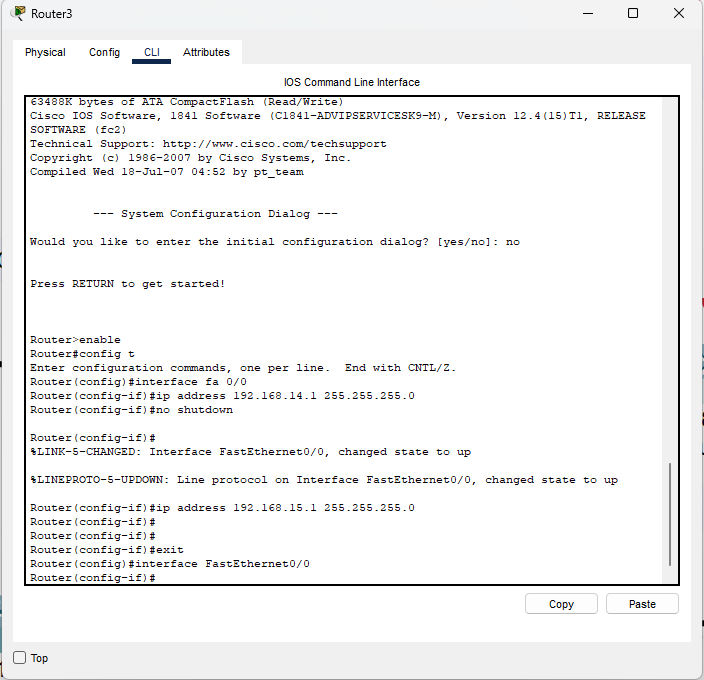 Router3
Physical Config CLI Attributes
IOS Command Line Interface
63488K bytes of ATA CompactFlash (Read/Write)
Cisco IOS Software, 1841 Software (C1841-ADVIPSERVICESK9-M), Version 12.4(15)T1, RELEASE
SOFTWARE (fc2)
Technical Support: http://www.cisco.com/techsupport
Copyright (c) 1986-2007 by Cisco Systems, Inc.
Compiled Wed 18-Jul-07 04:52 by pt_team
--- System Configuration Dialog ---
Would you like to enter the initial configuration dialog? [yes/no]: no
Press RETURN to get started!
Router>enable
Router#config t
Enter configuration commands, one per line.  End with CNTL/Z.
Router(config)#interface fa 0/0
Router(config-if)#ip address 192.168.14.1 255.255.255.0
Router(config-if)#no shutdown
Router(config-if)#
%LINK-5-CHANGED: Interface FastEthernet0/0, changed state to up
%LINEPROTO-5-UPDOWN: Line protocol on Interface FastEthernet0/0, changed state to up
Router(config-if)#ip address 192.168.15.1 255.255.255.0
Router(config-if)#
Router(config-if)#
Router(config-if)#exit
Router(config)#interface FastEthernet0/0
Router(config-if)#
Copy Paste
Top